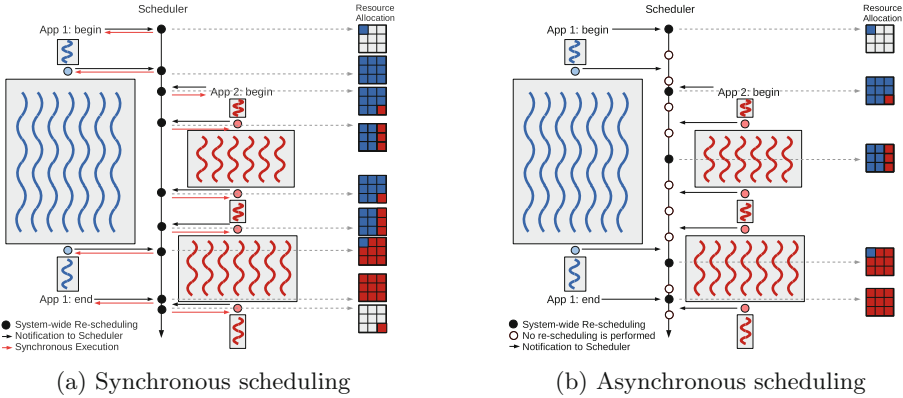 Scheduler
Resource
Allocation
App 1: begin
App 2: begin
App 1: end
System-wide Re-scheduling
Notification to Scheduler
Synchronous Execution
(a) Synchronous scheduling
Scheduler
Resource
Allocation
App 1: begin
App 2: begin
App 1: end
System-wide Re-scheduling
No re-scheduling is performed
Notification to Scheduler
(b) Asynchronous scheduling